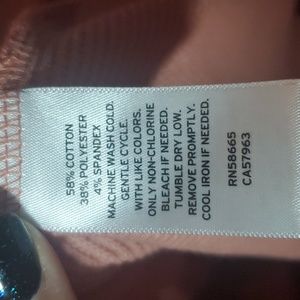 58% COTTON
38% POLYESTER
4% SPANDEX
MACHINE WASH COLD.
GENTLE CYCLE.
WITH LIKE COLORS.
ONLY NON-CHLORINE
BLEACH IF NEEDED.
TUMBLE DRY LOW.
REMOVE PROMPTLY.
COOL IRON IF NEEDED.
RN58665
CA57963